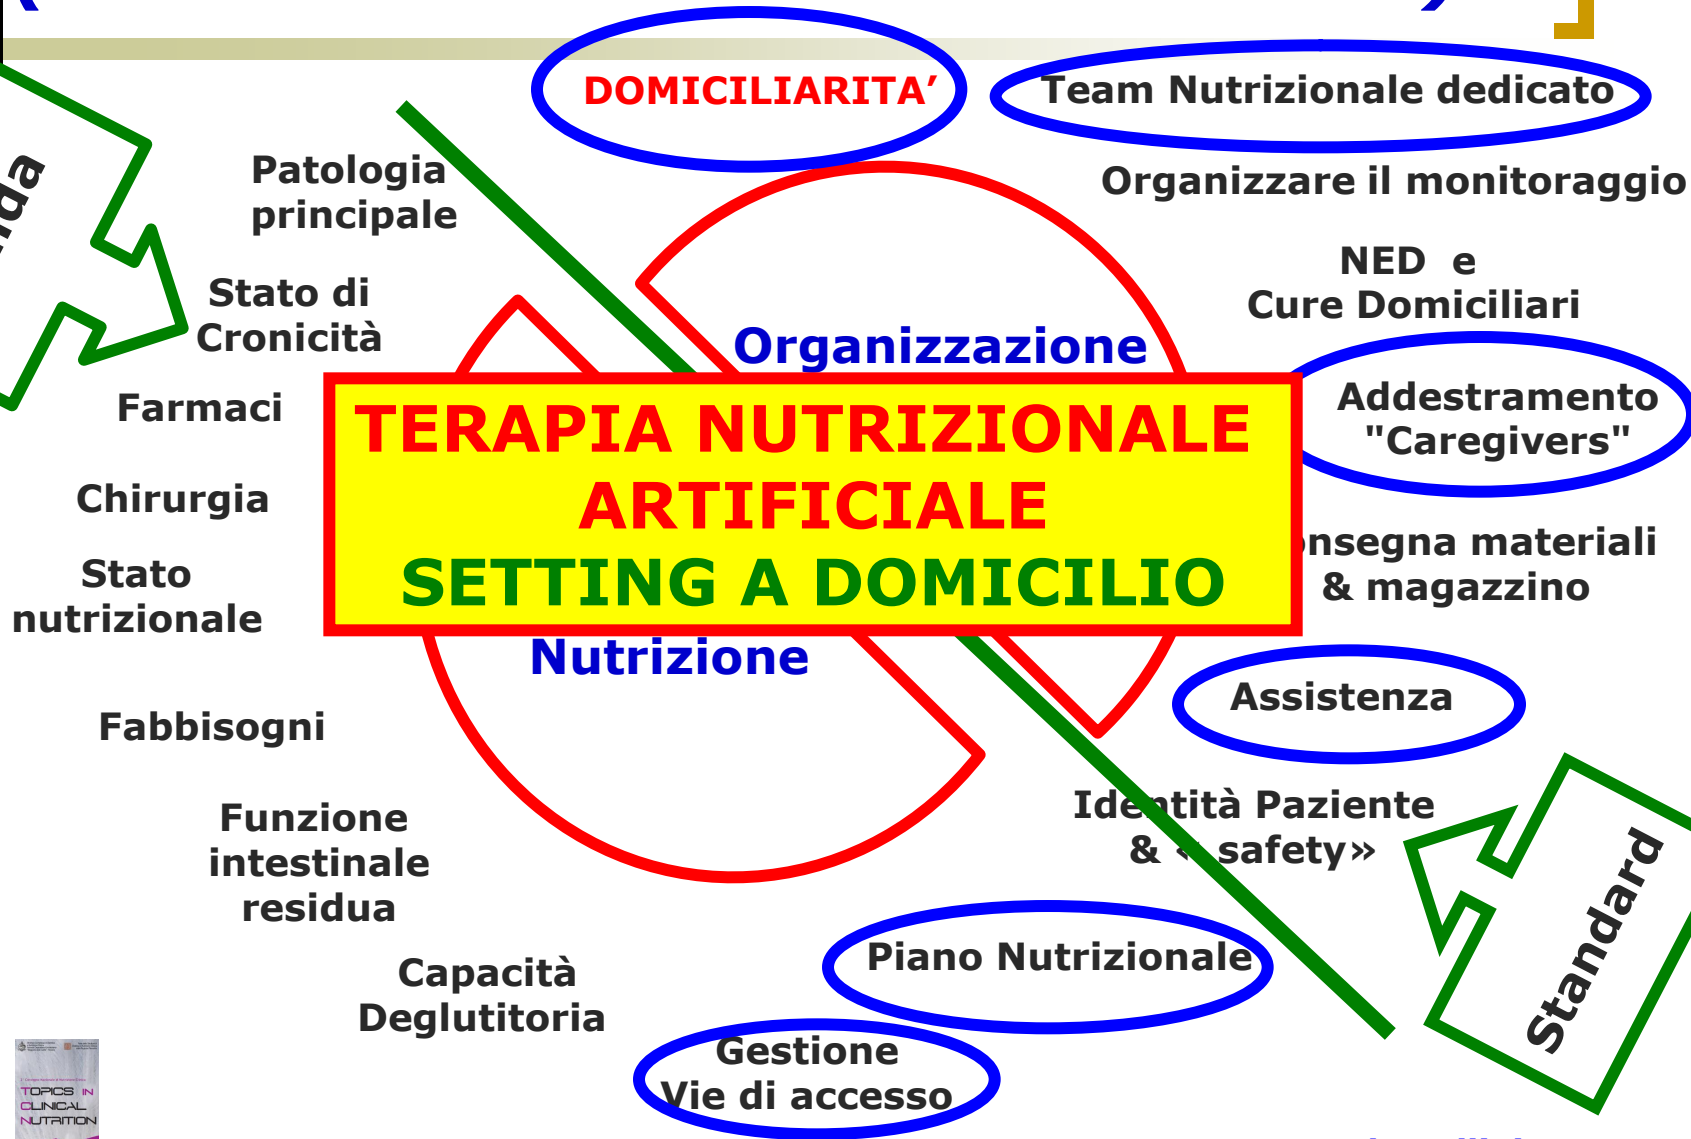 DOMICILIARITA’
Team Nutrizionale dedicato
Patologia
principale
Organizzare il monitoraggio
NED e
Cure Domiciliari
Stato di
Cronicità
Organizzazione
Farmaci
Addestramento
"Caregivers"
TERAPIA NUTRIZIONALE
ARTIFICIALE
SETTING A DOMICILIO
Chirurgia
onsegna materiali
& magazzino
Stato
nutrizionale
Nutrizione
Assistenza
Fabbisogni
Identità Paziente
& « safety»
Funzione
intestinale
residua
Standard
Piano Nutrizionale
Capacità
Deglutitoria
Gestione
Vie di accesso
TOPICS IN
CLINICAL
NUTRITION